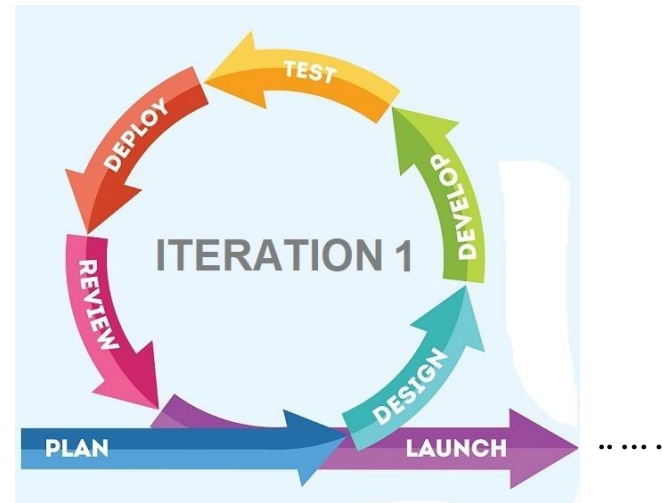 TEST
DEPLOY
DEVELOP
ITERATION 1
REVIEW
DESIGN
PLAN
LAUNCH
.. ... .